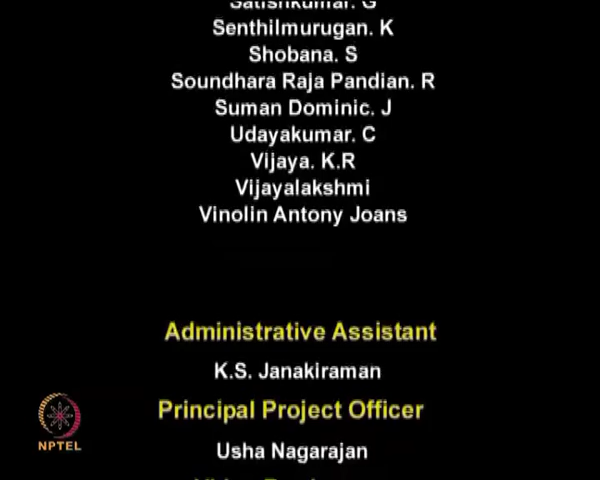 Satishkumar. G
Senthilmurugan. K
Shobana. S
Soundhara Raja Pandian. R
Suman Dominic. J
Udayakumar. C
Vijaya. K.R
Vijayalakshmi
Vinolin Antony Joans
Administrative Assistant
K.S. Janakiraman
Principal Project Officer
Usha Nagarajan
NPTEL